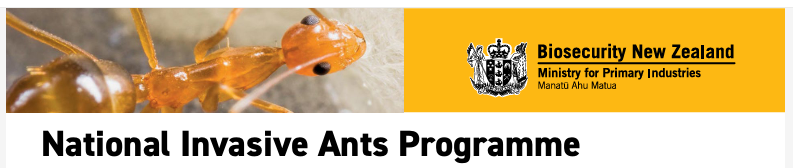 Biosecurity New Zealand
Ministry for Primary Industries
Manatū Ahu Matua
National Invasive Ants Programme